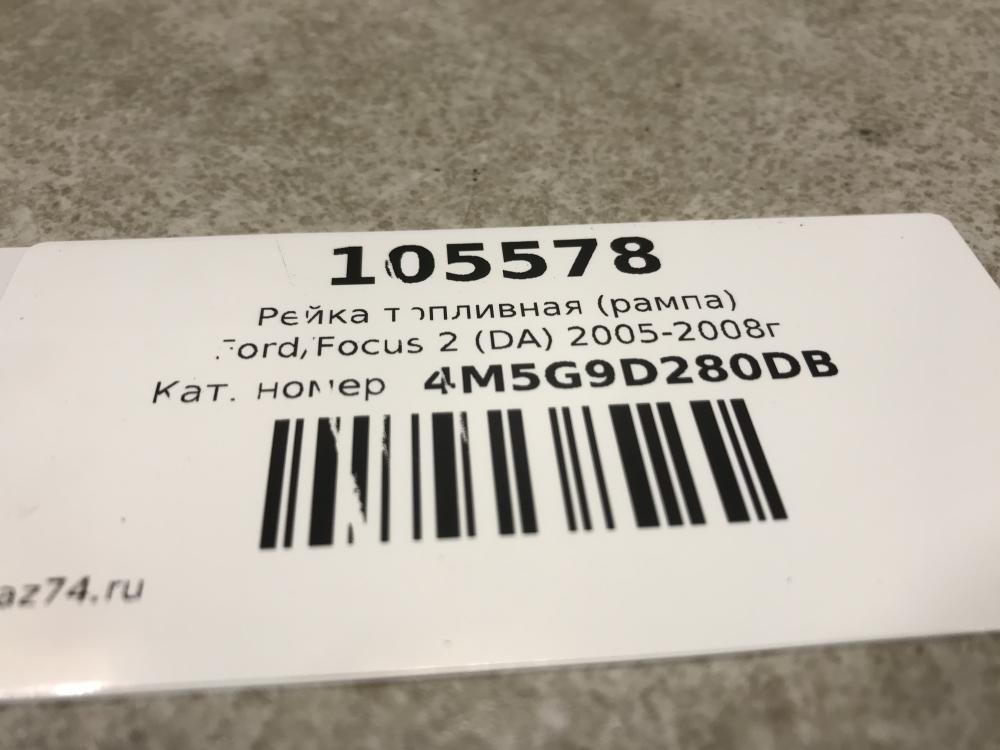 105578
Рейка топливная (рампа)
Ford, Focus 2 (DA) 2005-2008г
Кат. номер 4M5G9D280DB
az74.ru